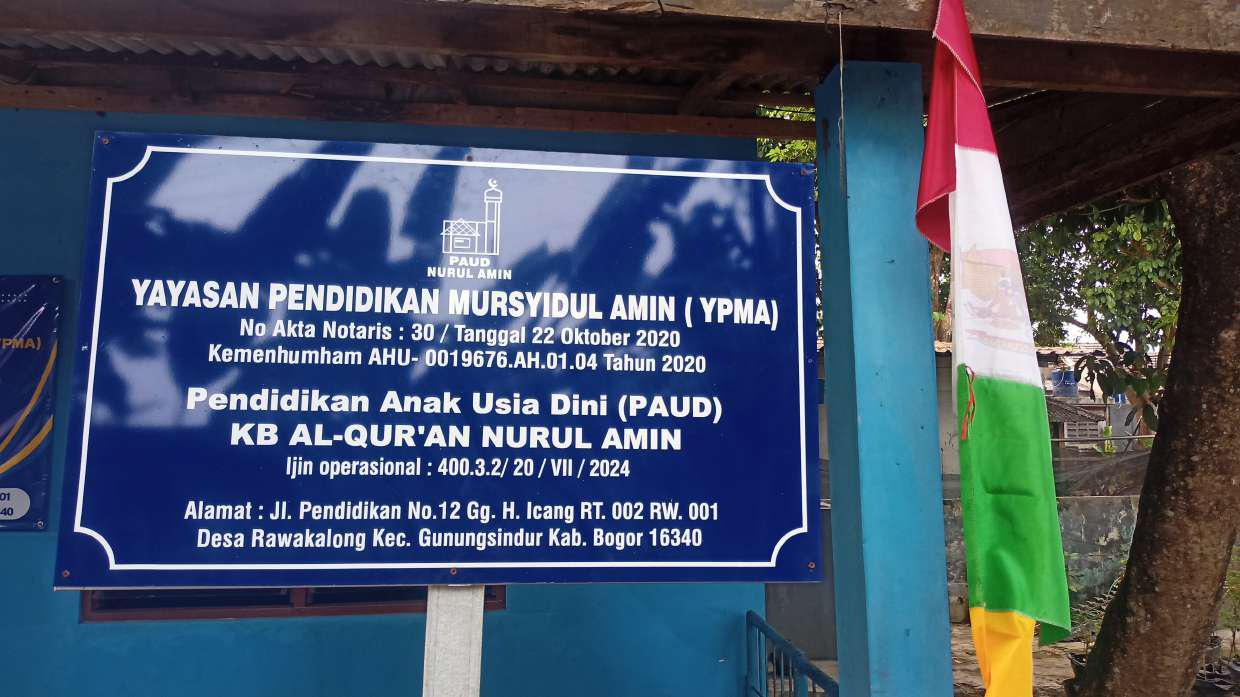 PAUD
NURUL AMIN
YAYASAN PENDIDIKAN MURSYIDUL AMIN ( YPMA)
No Akta Notaris : 30 / Tanggal 22 Oktober 2020
Kemenhumham AHU- 0019676.AH.01.04 Tahun 2020
Pendidikan Anak Usia Dini (PAUD)
KB AL-QUR'AN NURUL AMIN
Ijin operasional : 400.3.2/ 20 / VII / 2024
Alamat : Jl. Pendidikan No.12 Gg. H. Icang RT. 002 RW. 001
Desa Rawakalong Kec. Gunungsindur Kab. Bogor 16340
YPMA)
01
40